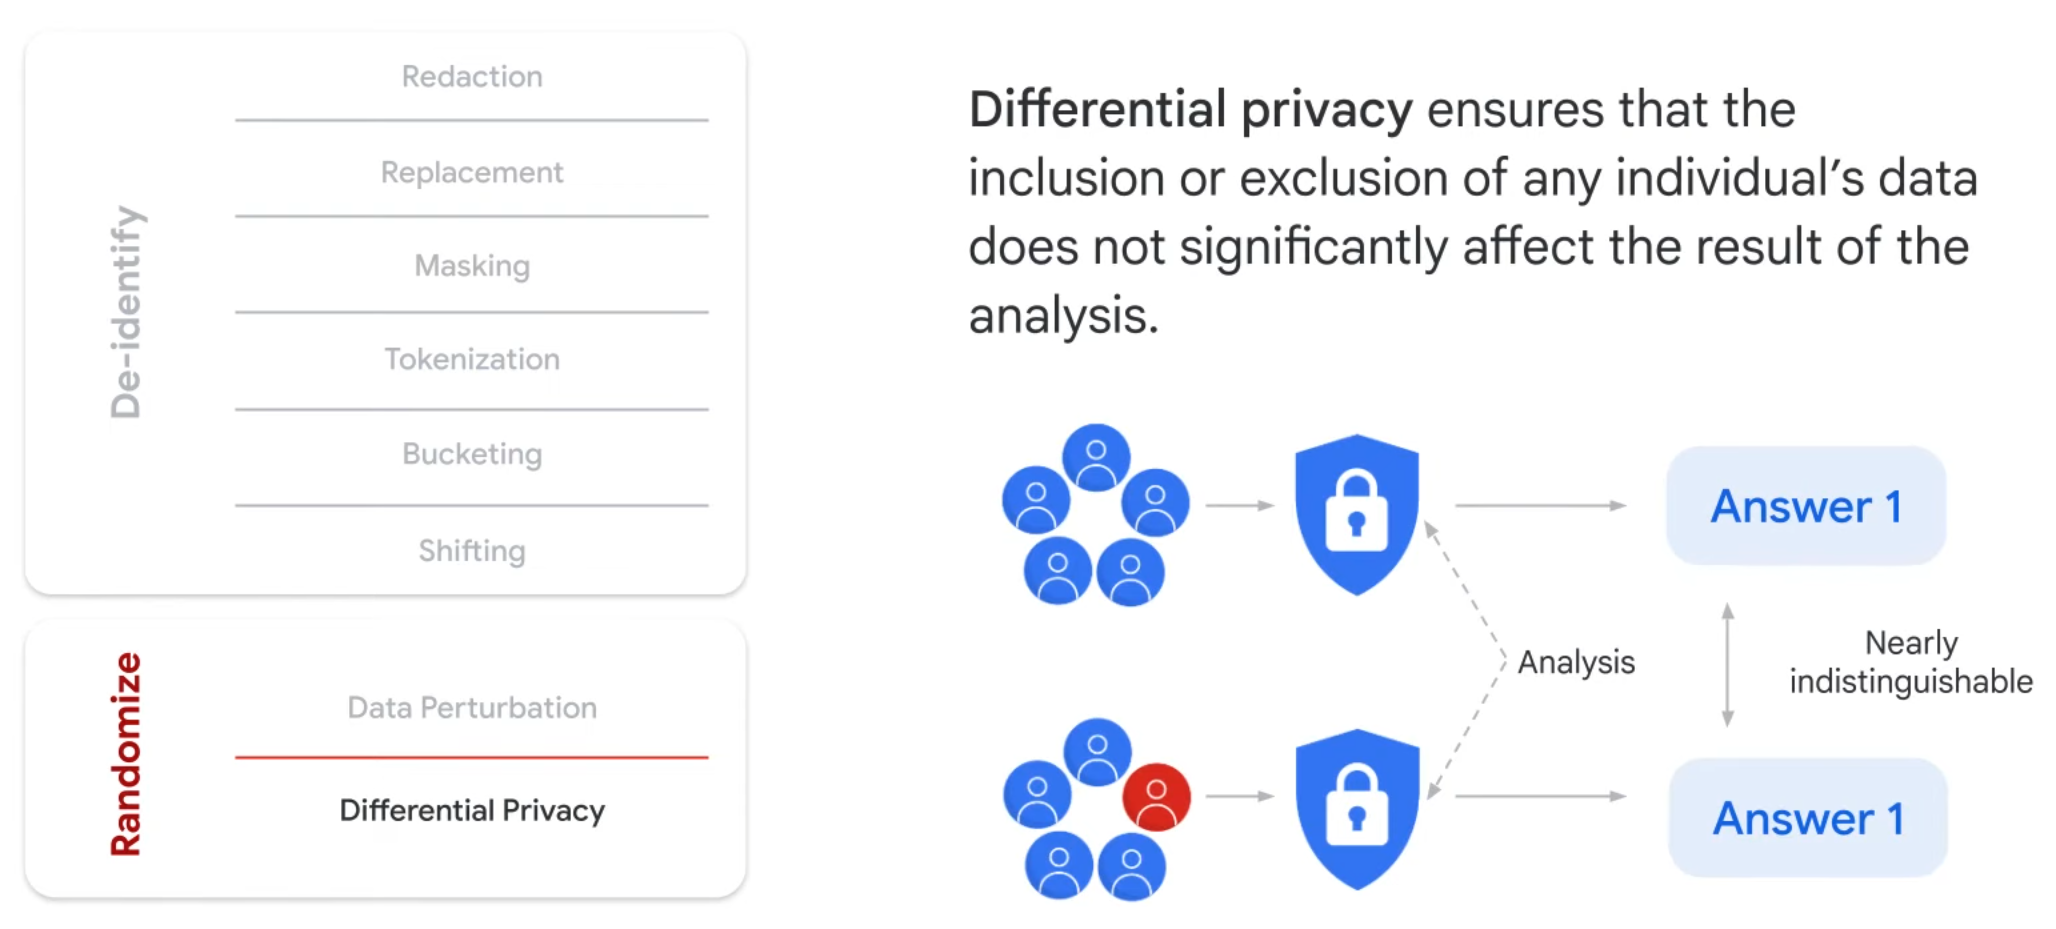 De-identify
Redaction
Replacement
Masking
Tokenization
Bucketing
Shifting
Randomize
Data Perturbation
Differential Privacy
Differential privacy ensures that the
inclusion or exclusion of any individual's data
does not significantly affect the result of the
analysis.
Answer 1
Analysis
Nearly
indistinguishable
Answer 1